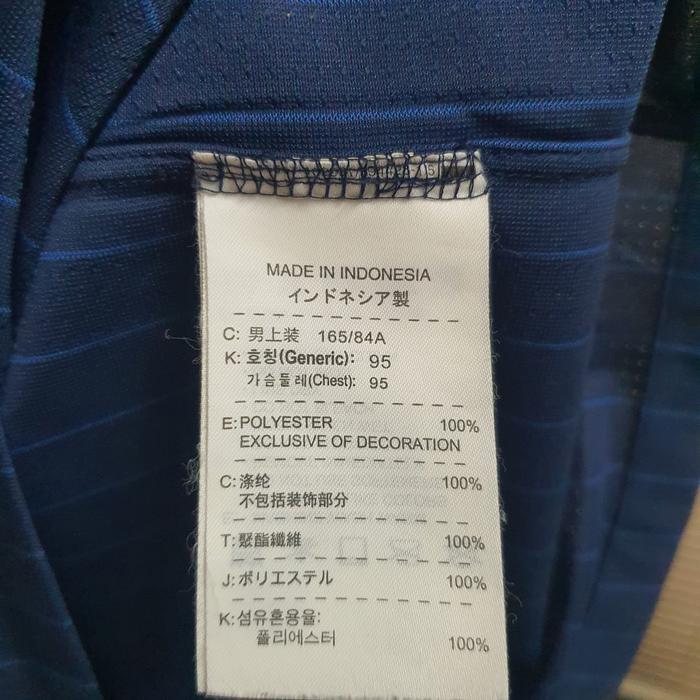 MADE IN INDONESIA
インドネシア製
C: 男上装 165/84A
K: 호칭(Generic): 95
가슴둘레(Chest): 95
E: POLYESTER 100%
EXCLUSIVE OF DECORATION
C: 涤纶 100%
不包括装饰部分
T: 聚酯纖維 100%
J: ポリエステル 100%
K: 섬유혼용율:
폴리에스터 100%